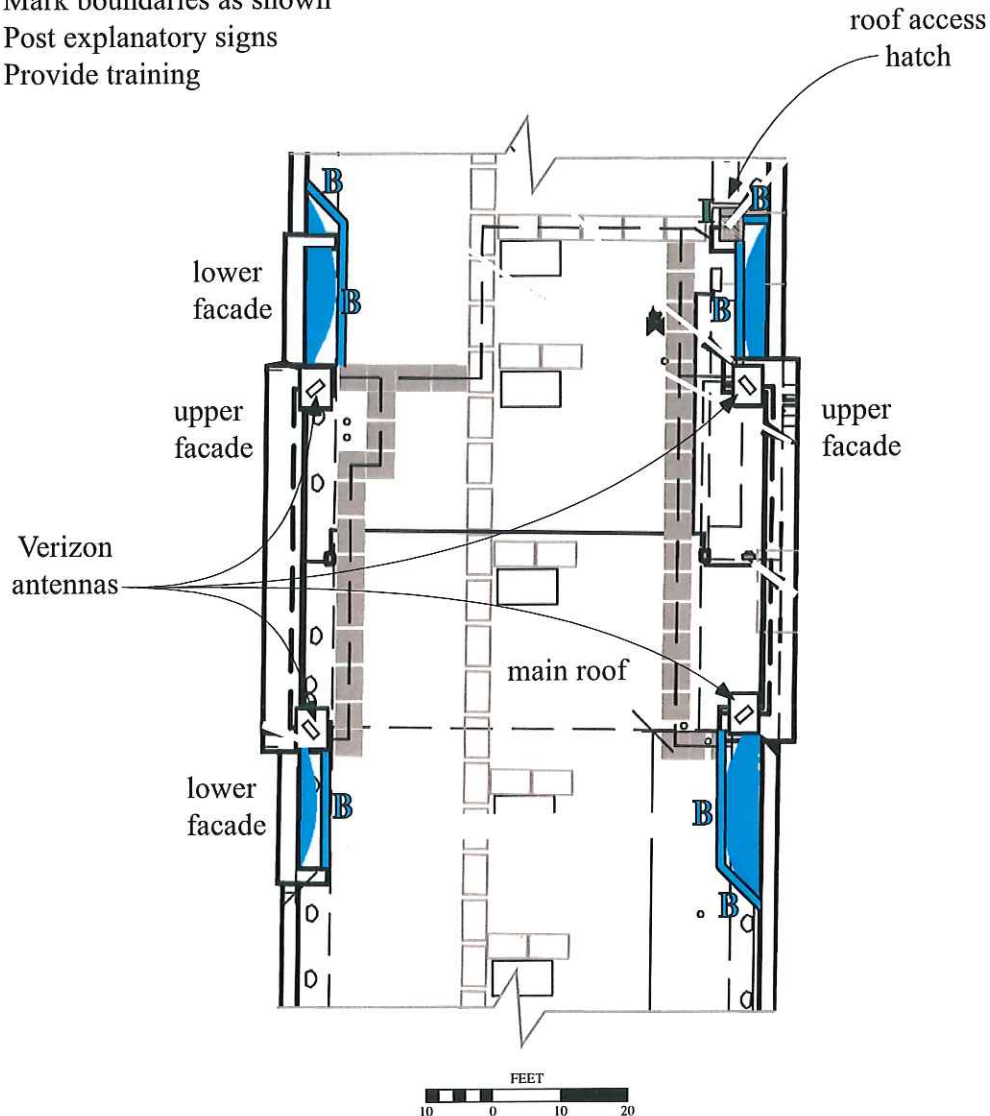 Mark boundaries as shown
Post explanatory signs
Provide training
roof access
hatch
B
I
B
lower
facade
B
B
upper
facade
upper
facade
Verizon
antennas
main roof
lower
facade
B
B
B
FEET
10 0 10 20